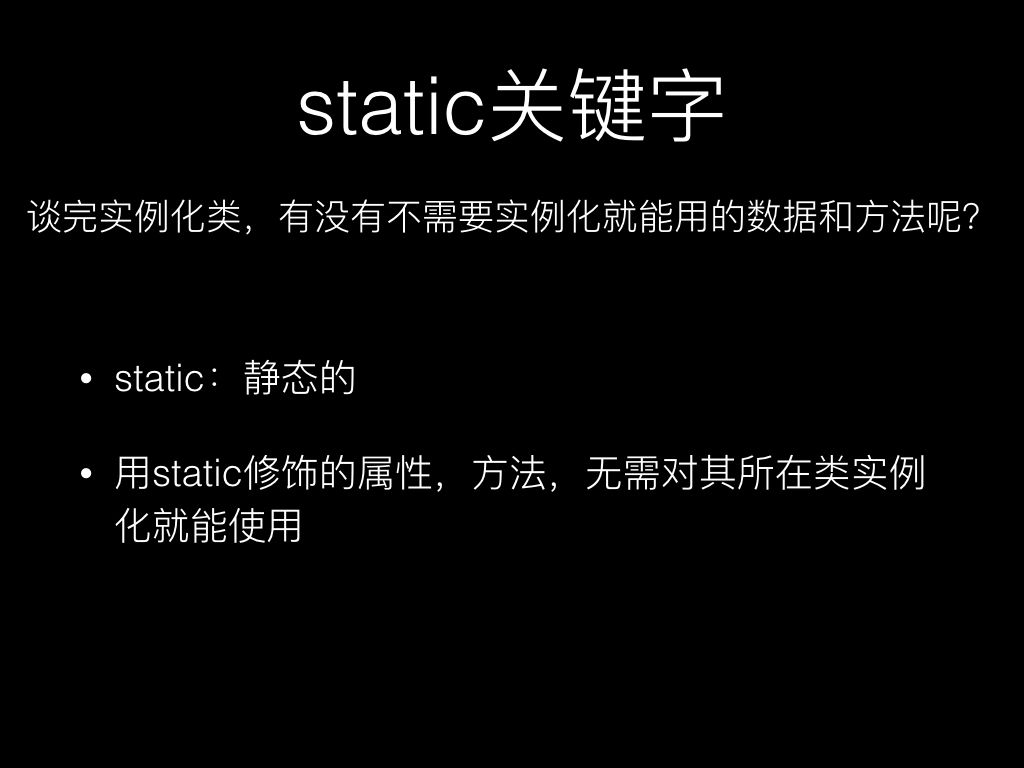 static关键字
谈完实例化类，有没有不需要实例化就能用的数据和方法呢？
• static：静态的
• 用static修饰的属性，方法，无需对其所在类实例
化就能使用